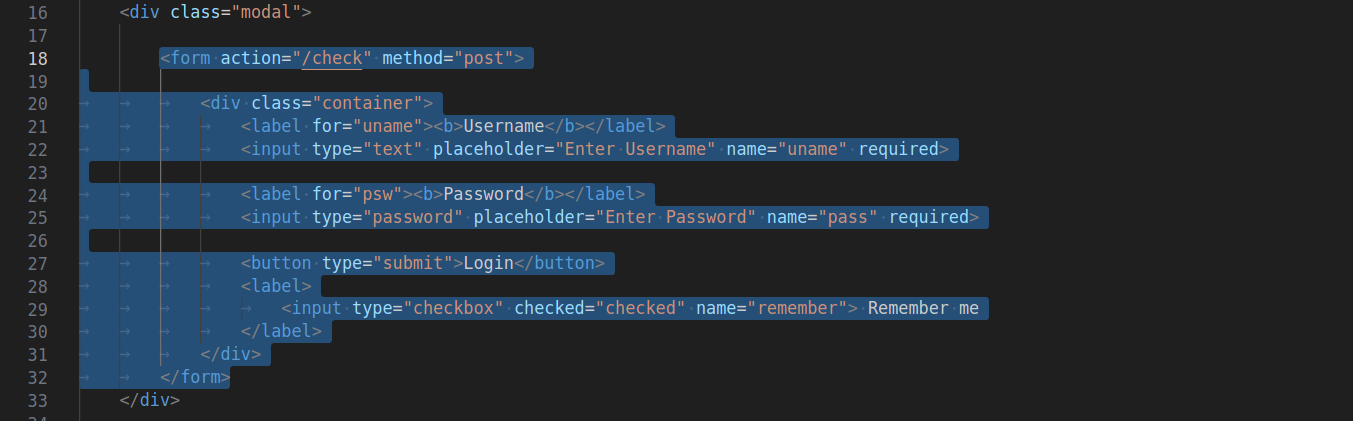 16 <div class="modal">
17
18 <form action="/check" method="post">
19
20 <div class="container">
21 <label for="uname"><b>Username</b></label>
22 <input type="text" placeholder="Enter Username" name="uname" required>
23
24 <label for="psw"><b>Password</b></label>
25 <input type="password" placeholder="Enter Password" name="pass" required>
26
27 <button type="submit">Login</button>
28 <label>
29 <input type="checkbox" checked="checked" name="remember"> Remember me
30 </label>
31 </div>
32 </form>
33 </div>